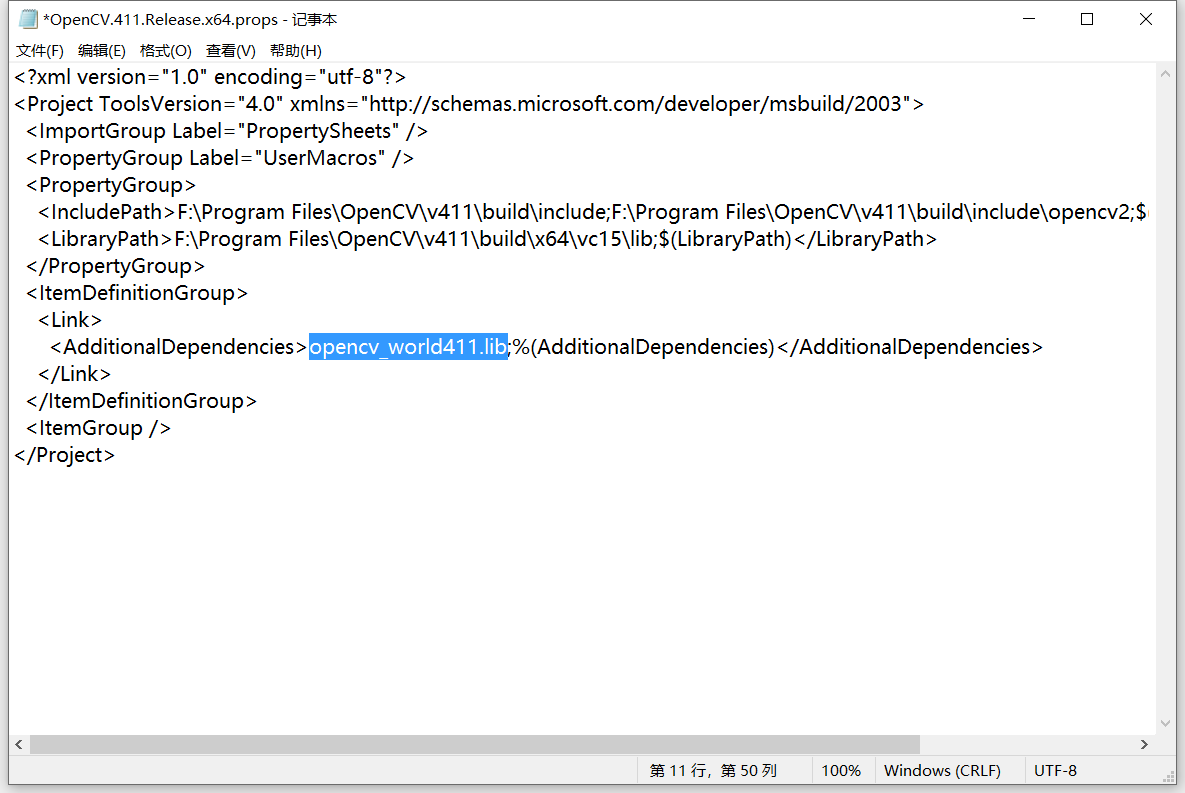 *OpenCV.411.Release.x64.props - 记事本
文件(F) 编辑(E) 格式(O) 查看(V) 帮助(H)
<?xml version="1.0" encoding="utf-8"?>
<Project ToolsVersion="4.0" xmlns="http://schemas.microsoft.com/developer/msbuild/2003">
  <ImportGroup Label="PropertySheets" />
  <PropertyGroup Label="UserMacros" />
  <PropertyGroup>
    <IncludePath>F:\Program Files\OpenCV\v411\build\include;F:\Program Files\OpenCV\v411\build\include\opencv2;$(
    <LibraryPath>F:\Program Files\OpenCV\v411\build\x64\vc15\lib;$(LibraryPath)</LibraryPath>
  </PropertyGroup>
  <ItemDefinitionGroup>
    <Link>
      <AdditionalDependencies>opencv_world411.lib;%(AdditionalDependencies)</AdditionalDependencies>
    </Link>
  </ItemDefinitionGroup>
  <ItemGroup />
</Project>
第 11 行，第 50 列 100% Windows (CRLF) UTF-8